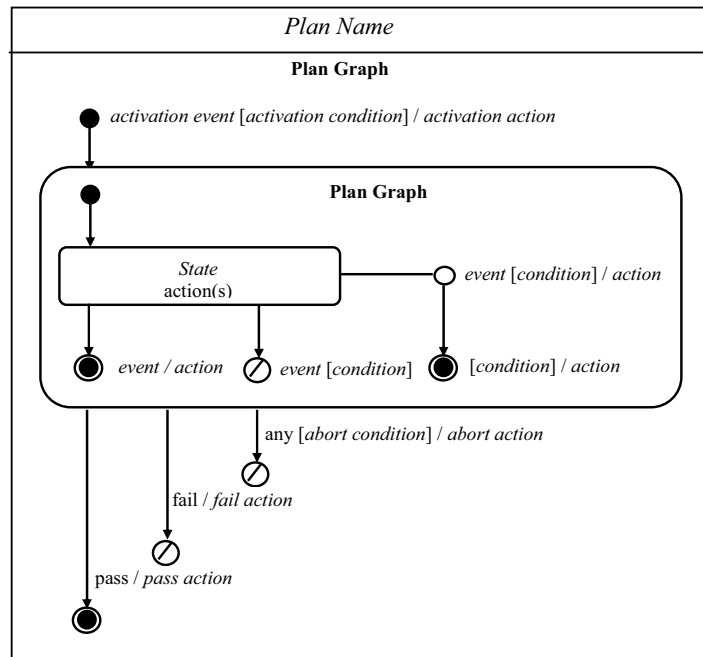 Plan Name
Plan Graph
activation event [activation condition] / activation action
Plan Graph
State
action(s)
event [condition] / action
event / action
event [condition]
[condition] / action
any [abort condition] / abort action
fail / fail action
pass / pass action